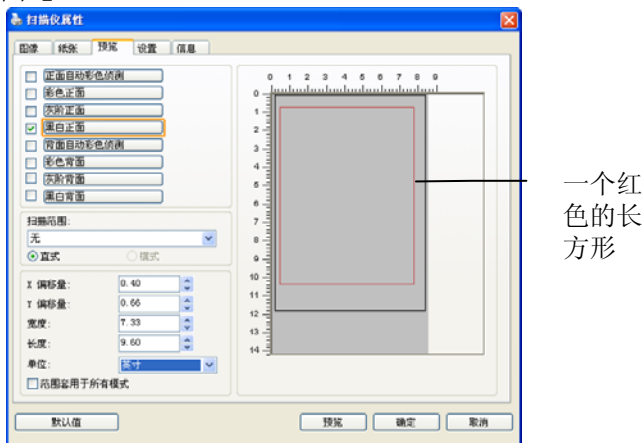 扫描仪属性
图像 纸张 预览 设置 信息
正面自动彩色侦测
彩色正面
灰阶正面
黑白正面
背面自动彩色侦测
彩色背面
灰阶背面
黑白背面
扫描范围:
无
直式 横式
X 偏移量: 0.40
Y 偏移量: 0.66
宽度: 7.33
长度: 9.60
单位: 英寸
范围套用于所有模式
默认值 预览 确定 取消
0 1 2 3 4 5 6 7 8 9
0
1
2
3
4
5
6
7
8
9
10
11
12
13
14
一个红
色的长
方形